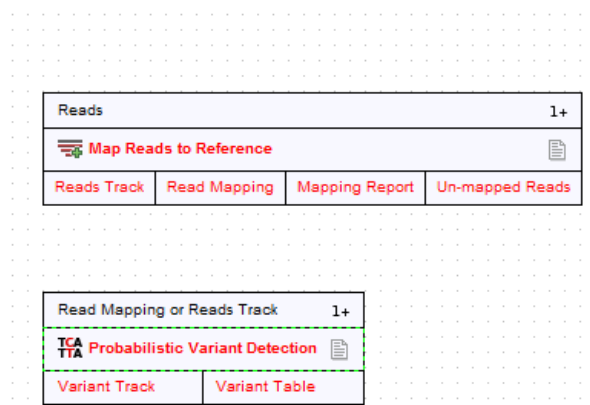 Reads 1+
Map Reads to Reference
Reads Track Read Mapping Mapping Report Un-mapped Reads
Read Mapping or Reads Track 1+
TCA
TTA Probabilistic Variant Detection
Variant Track Variant Table